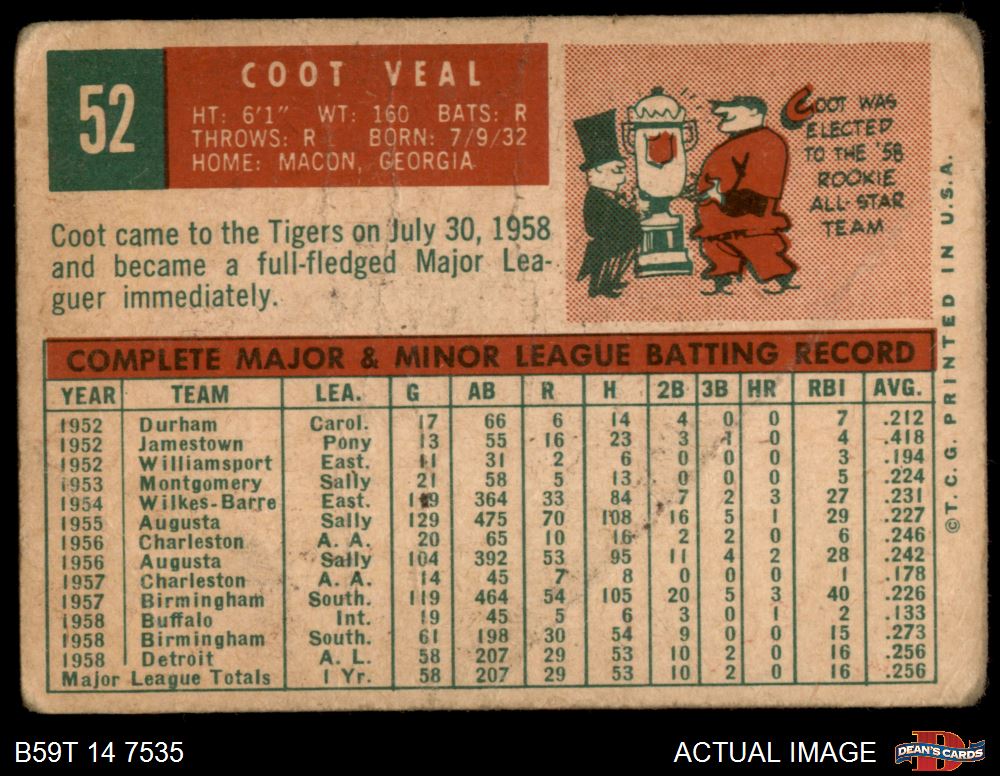 52
COOT VEAL
HT: 6'1" WT: 160 BATS: R
THROWS: R BORN: 7/9/32
HOME: MACON, GEORGIA
COOT WAS
ELECTED
TO THE '58
ROOKIE
ALL-STAR
TEAM
Coot came to the Tigers on July 30, 1958
and became a full-fledged Major Lea-
guer immediately.
COMPLETE MAJOR & MINOR LEAGUE BATTING RECORD
YEAR TEAM LEA. G AB R H 2B 3B HR RBI AVG.
1952 Durham Carol. 17 66 6 14 4 0 0 7 .212
1952 Jamestown Pony 13 55 16 23 3 1 0 4 .418
1952 Williamsport East. 11 31 2 6 0 0 0 3 .194
1953 Montgomery Sally 21 58 5 13 0 0 0 5 .224
1954 Wilkes-Barre East. 119 364 33 84 7 2 3 27 .231
1955 Augusta Sally 129 475 70 108 16 5 1 29 .227
1956 Charleston A. A. 20 65 10 16 2 2 0 6 .246
1956 Augusta Sally 104 392 53 95 11 4 2 28 .242
1957 Charleston A. A. 14 45 7 8 0 0 0 1 .178
1957 Birmingham South. 119 464 54 105 20 5 3 40 .226
1958 Buffalo Int. 19 45 5 6 3 0 1 2 .133
1958 Birmingham South. 61 198 30 54 9 0 0 15 .273
1958 Detroit A. L. 58 207 29 53 10 2 0 16 .256
Major League Totals 1 Yr. 58 207 29 53 10 2 0 16 .256
©T.C.G. PRINTED IN U.S.A.
B59T 14 7535
ACTUAL IMAGE
D
DEAN'S CARDS